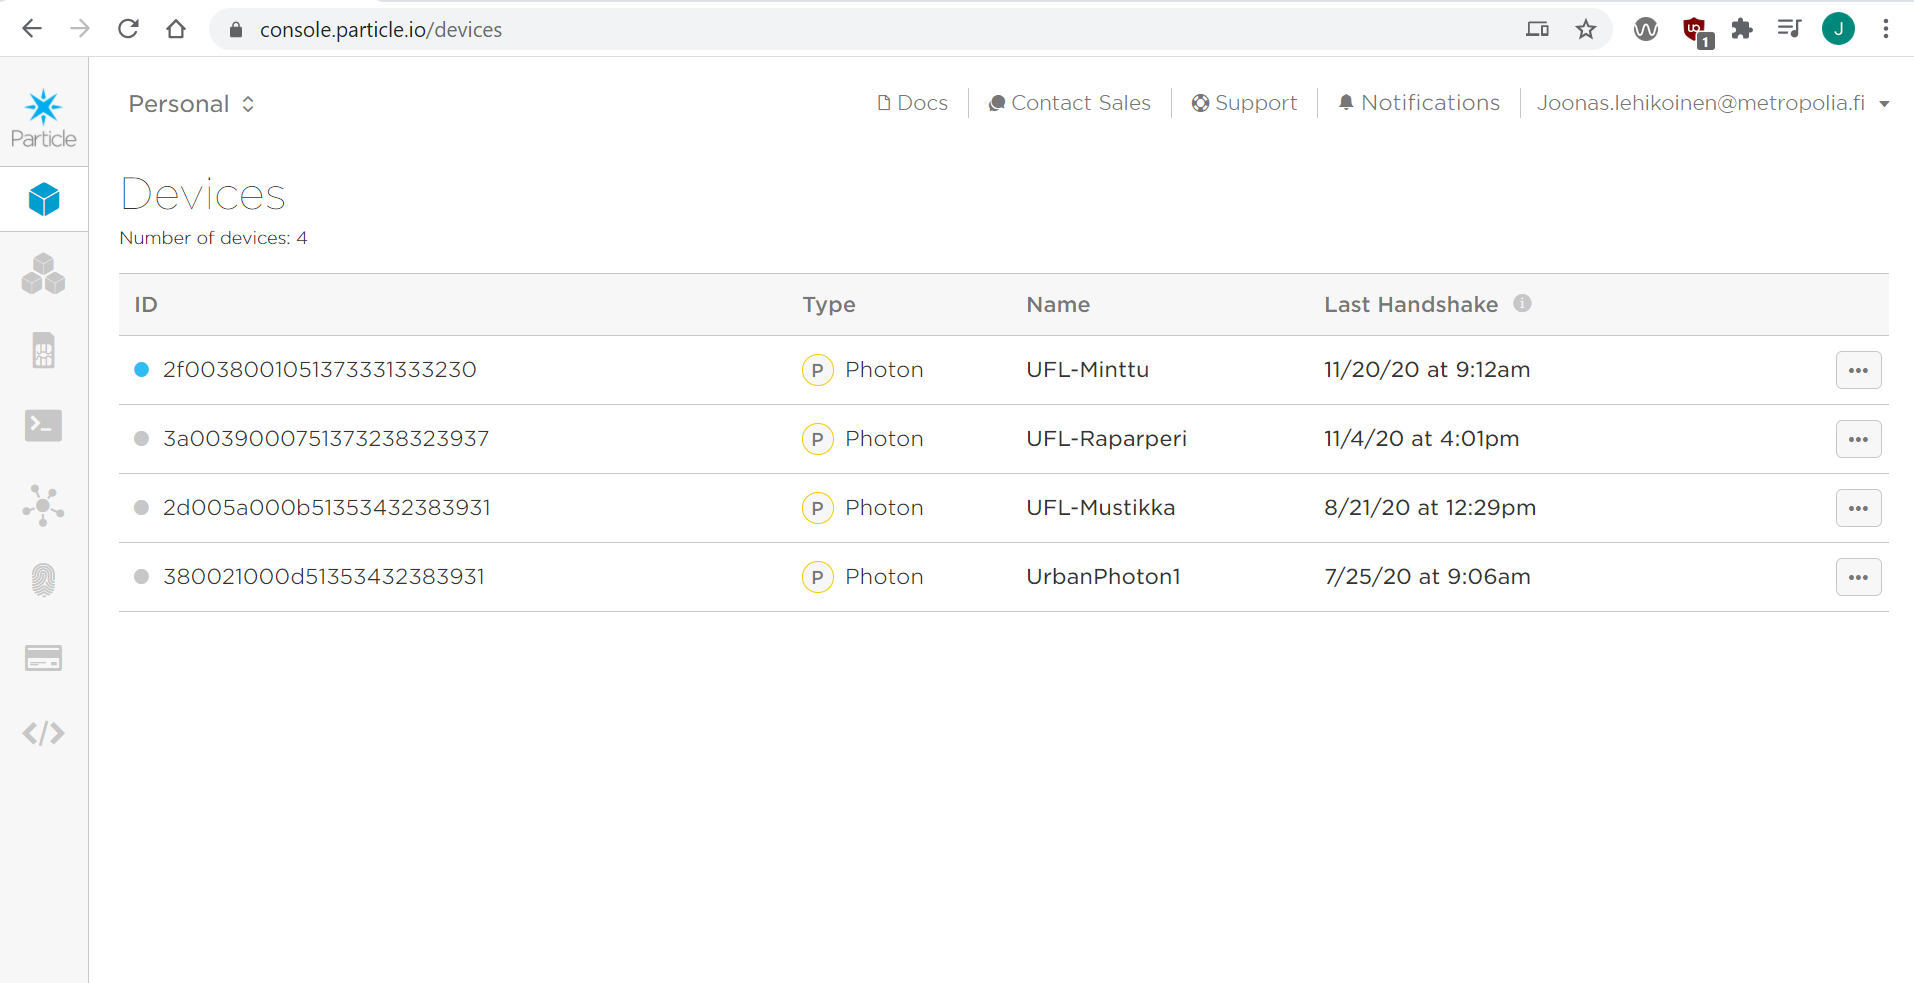 console.particle.io/devices
1
J
Particle
Personal
Docs
Contact Sales
Support
Notifications
Joonas.lehikoinen@metropolia.fi
Devices
Number of devices: 4
ID Type Name Last Handshake i
2f0038001051373331333230 P Photon UFL-Minttu 11/20/20 at 9:12am
3a0039000751373238323937 P Photon UFL-Raparperi 11/4/20 at 4:01pm
2d005a000b51353432383931 P Photon UFL-Mustikka 8/21/20 at 12:29pm
380021000d51353432383931 P Photon UrbanPhoton1 7/25/20 at 9:06am